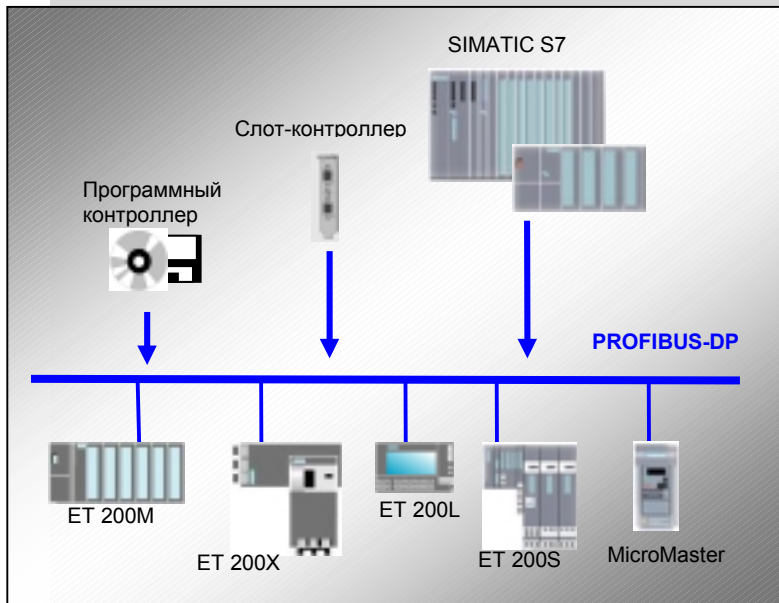 SIMATIC S7
Слот-контроллер
Программный
контроллер
PROFIBUS-DP
ET 200M
ET 200X
ET 200L
ET 200S
MicroMaster